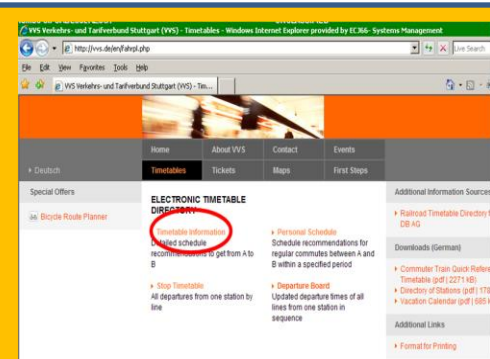 VVS Verkehrs- und Tarifverbund Stuttgart (VVS) - Timetables - Windows Internet Explorer provided by ECJ66- Systems Management
http://vvs.de/en/fahrpl.php
Live Search
File Edit View Favorites Tools Help
VVS Verkehrs- und Tarifverbund Stuttgart (VVS) - Tim...
Home About VVS Contact Events
Deutsch
Timetables Tickets Maps First Steps
Special Offers
Bicycle Route Planner
ELECTRONIC TIMETABLE
DIRECTORY
Timetable Information
Detailed schedule
recommendations to get from A to
B
Stop Timetable
All departures from one station by
line
Personal Schedule
Schedule recommendations for
regular commutes between A and
B within a specified period
Departure Board
Updated departure times of all
lines from one station in
sequence
Additional Information Sources
Railroad Timetable Directory
DB AG
Downloads (German)
Commuter Train Quick Refere
Timetable (pdf | 2271 kB)
Directory of Stations (pdf | 178
Vacation Calendar (pdf | 685
Additional Links
Format for Printing